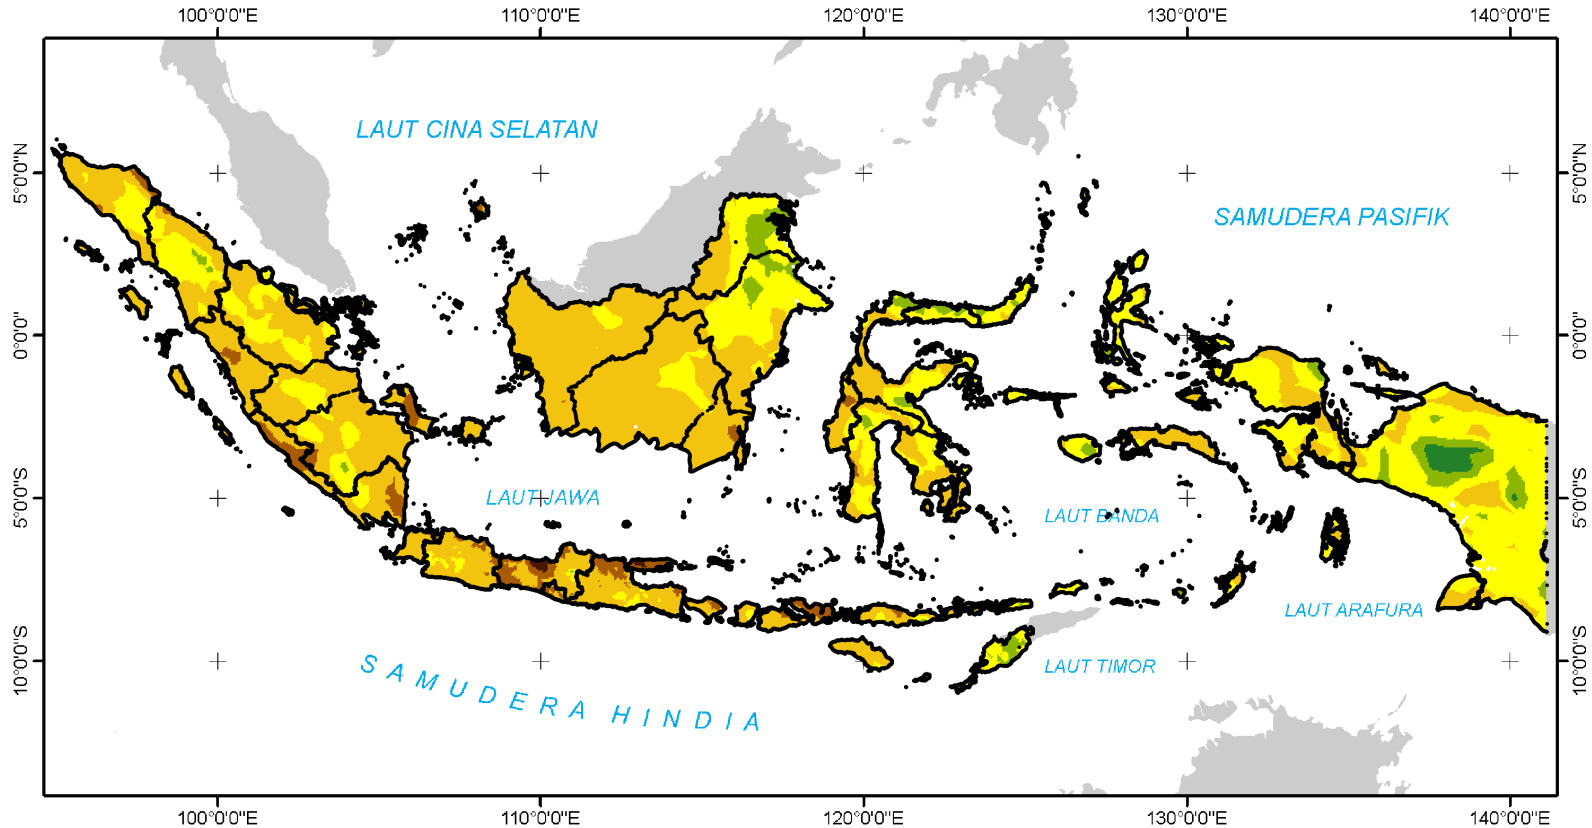 100°0'0"E 110°0'0"E 120°0'0"E 130°0'0"E 140°0'0"E
LAUT CINA SELATAN
5°0'0"N 5°0'0"N
SAMUDERA PASIFIK
0°0'0" 0°0'0"
LAUT JAWA
5°0'0"S 5°0'0"S
LAUT BANDA
LAUT ARAFURA
10°0'0"S 10°0'0"S
LAUT TIMOR
SAMUDERA HINDIA
100°0'0"E 110°0'0"E 120°0'0"E 130°0'0"E 140°0'0"E